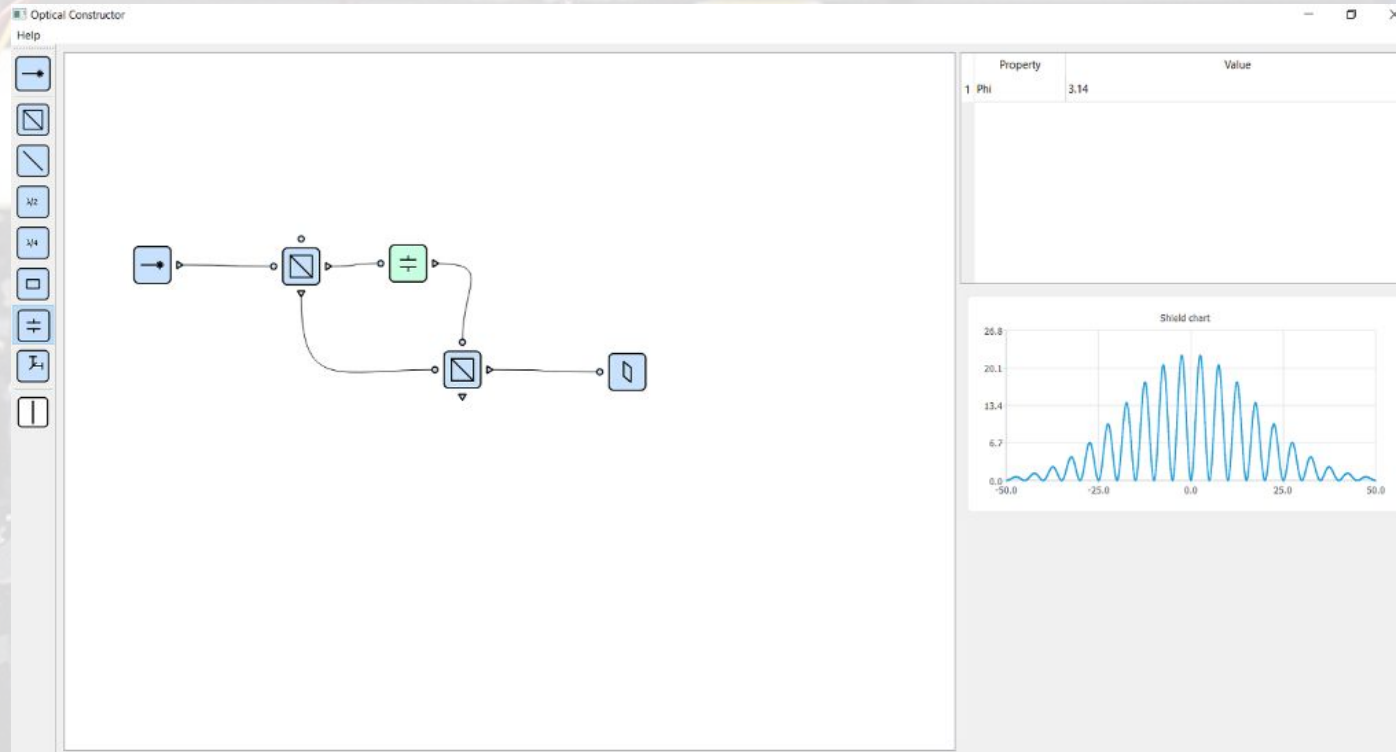 Optical Constructor
Help
λ/2
λ/4
Property Value
1 Phi 3.14
Shield chart
26.8
20.1
13.4
6.7
0.0
-50.0 -25.0 0.0 25.0 50.0